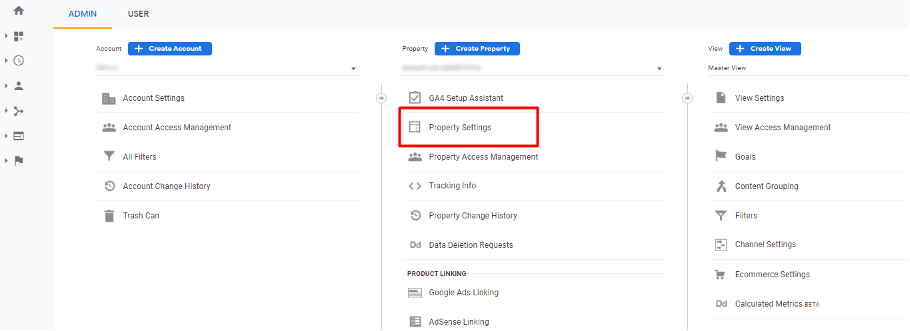 ADMIN
USER
Account
Create Account
Account Settings
Account Access Management
All Filters
Account Change History
Trash Can
Property
Create Property
GA4 Setup Assistant
Property Settings
Property Access Management
Tracking Info
Property Change History
Dd Data Deletion Requests
PRODUCT LINKING
Google Ads Linking
AdSense Linking
View
Create View
Master View
View Settings
View Access Management
Goals
Content Grouping
Filters
Channel Settings
Ecommerce Settings
Dd Calculated Metrics BETA